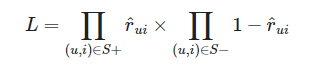 L = ∏_{(u,i)∈S+} r̂_{ui} × ∏_{(u,i)∈S−} 1 − r̂_{ui}